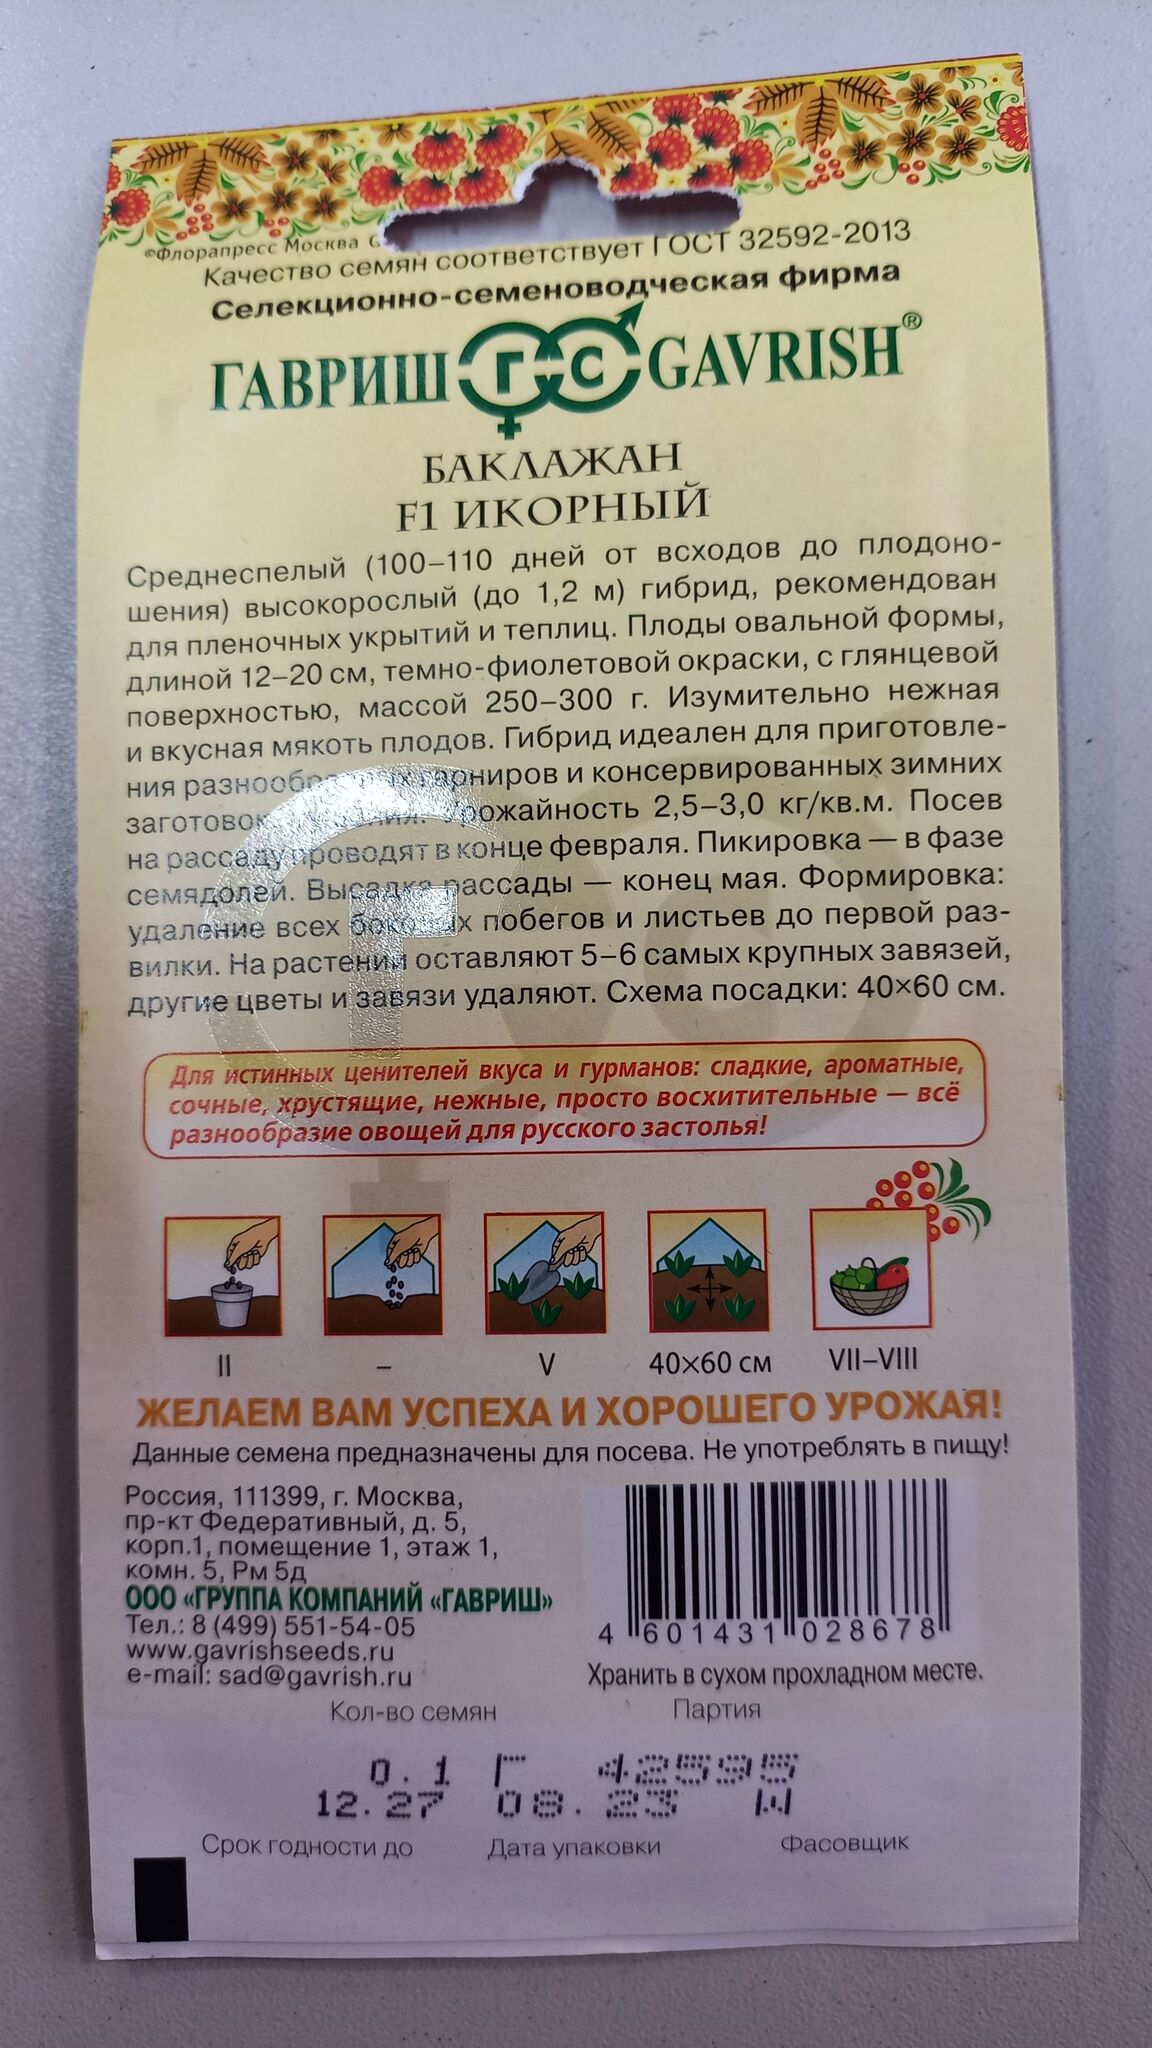 ©Флорапресс Москва
Качество семян соответствует ГОСТ 32592-2013
Селекционно-семеноводческая фирма
ГАВРИШ ГС GAVRISH®
БАКЛАЖАН
F1 ИКОРНЫЙ
Среднеспелый (100–110 дней от всходов до плодоно-
шения) высокорослый (до 1,2 м) гибрид, рекомендован
для пленочных укрытий и теплиц. Плоды овальной формы,
длиной 12–20 см, темно-фиолетовой окраски, с глянцевой
поверхностью, массой 250–300 г. Изумительно нежная
и вкусная мякоть плодов. Гибрид идеален для приготовле-
ния разнообразных гарниров и консервированных зимних
заготовок. Урожайность 2,5–3,0 кг/кв.м. Посев
на рассаду проводят в конце февраля. Пикировка — в фазе
семядолей. Высадка рассады — конец мая. Формировка:
удаление всех боковых побегов и листьев до первой раз-
вилки. На растении оставляют 5–6 самых крупных завязей,
другие цветы и завязи удаляют. Схема посадки: 40×60 см.
Для истинных ценителей вкуса и гурманов: сладкие, ароматные,
сочные, хрустящие, нежные, просто восхитительные — всё
разнообразие овощей для русского застолья!
II – V 40×60 см VII–VIII
ЖЕЛАЕМ ВАМ УСПЕХА И ХОРОШЕГО УРОЖАЯ!
Данные семена предназначены для посева. Не употреблять в пищу!
Россия, 111399, г. Москва,
пр-кт Федеративный, д. 5,
корп.1, помещение 1, этаж 1,
комн. 5, Рм 5д
ООО «ГРУППА КОМПАНИЙ «ГАВРИШ»
Тел.: 8 (499) 551-54-05
www.gavrishseeds.ru
e-mail: sad@gavrish.ru
4 601431 028678
Хранить в сухом прохладном месте.
Кол-во семян Партия
0.1 Г 42595
12.27 08.23 Ш
Срок годности до Дата упаковки Фасовщик